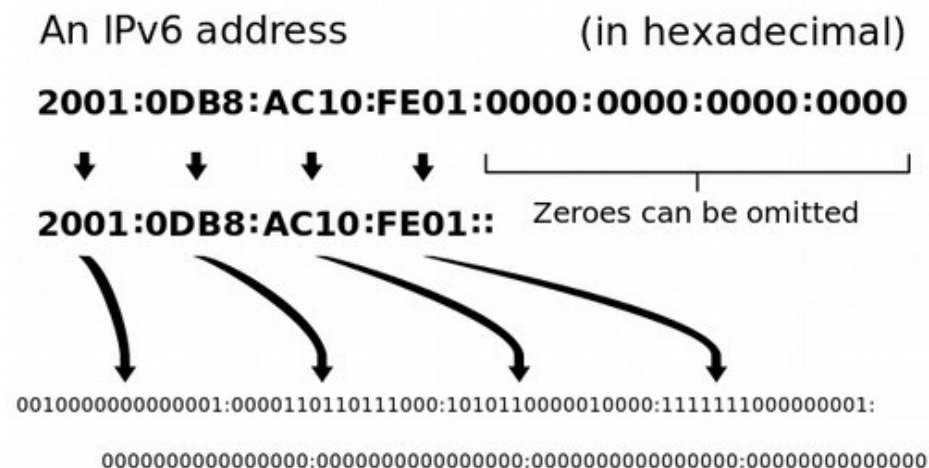 An IPv6 address (in hexadecimal)
2001:0DB8:AC10:FE01:0000:0000:0000:0000
2001:0DB8:AC10:FE01::
Zeroes can be omitted
0010000000000001:0000110110111000:1010110000010000:1111111000000001:
0000000000000000:0000000000000000:0000000000000000:0000000000000000